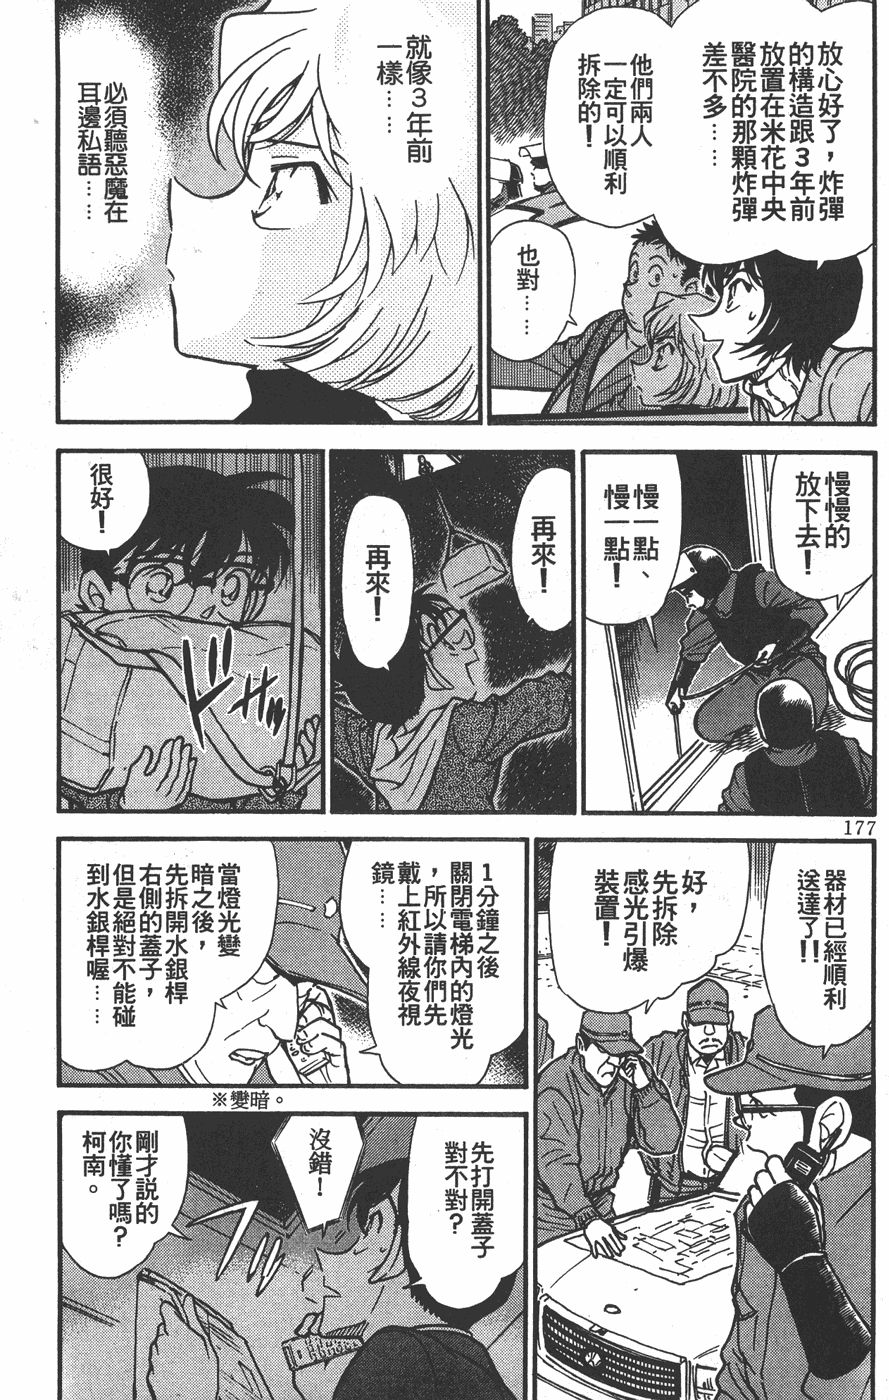 放心好了，炸彈
的構造跟３年前
放置在米花中央
醫院的那顆炸彈
差不多……
他們兩人
一定可以順利
拆除的！
也對……
就像３年前
一樣……
必須聽惡魔在
耳邊私語……
慢慢的
放下去！
慢一點、
慢一點！
再來！
再來！
很好！
ドサッ
177
器材已經順利
送達了!!
好，
先拆除
感光引爆
裝置！
１分鐘之後
關閉電梯內的燈光
，所以請你們先
戴上紅外線夜視
鏡……
當燈光變
暗之後，
先拆開水銀桿
右側的蓋子，
但是絕對不能碰
到水銀桿喔……
※變暗。
先打開蓋子
對不對？
沒錯！
剛才說的
你懂了嗎？
柯南。